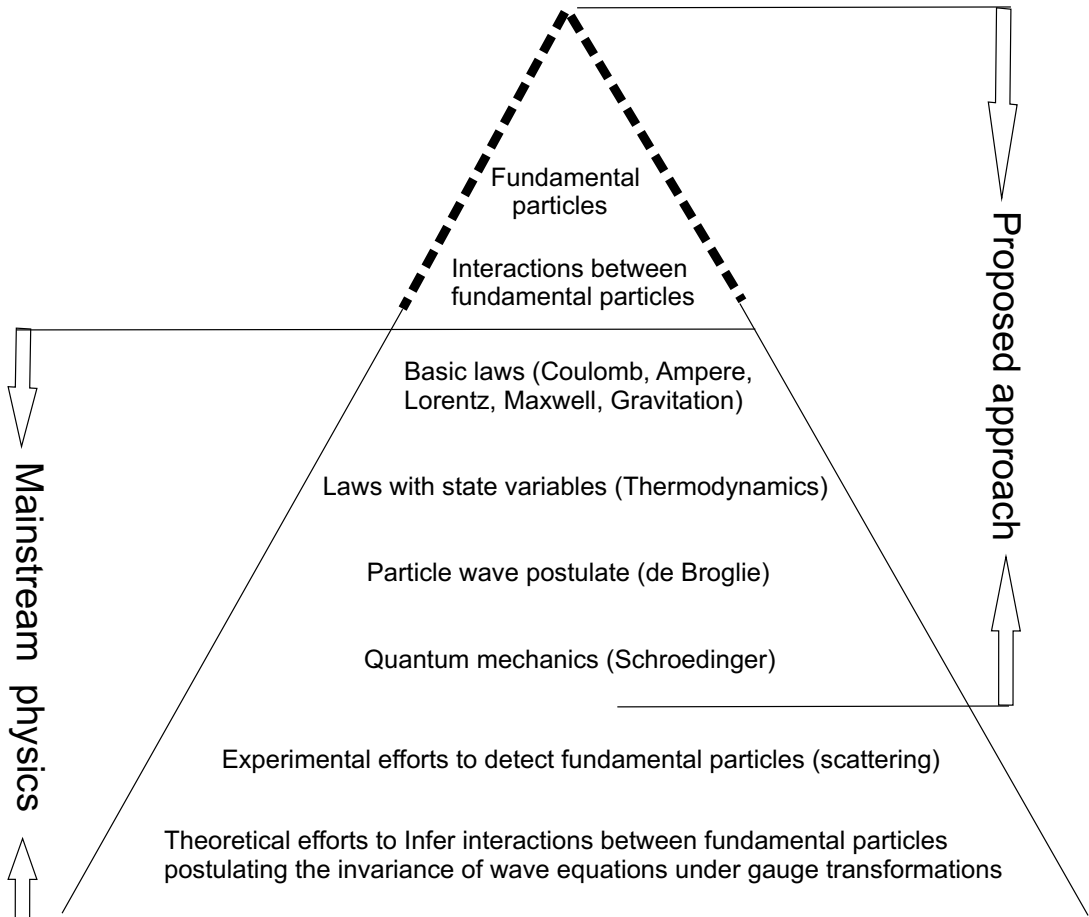 Fundamental
particles
Interactions between
fundamental particles
Basic laws (Coulomb, Ampere,
Lorentz, Maxwell, Gravitation)
Laws with state variables (Thermodynamics)
Particle wave postulate (de Broglie)
Quantum mechanics (Schroedinger)
Experimental efforts to detect fundamental particles (scattering)
Theoretical efforts to Infer interactions between fundamental particles
postulating the invariance of wave equations under gauge transformations
Mainstream physics
Proposed approach